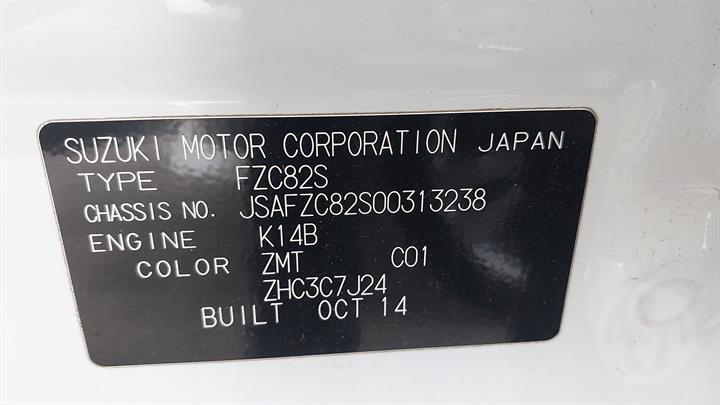 SUZUKI MOTOR CORPORATION JAPAN
TYPE FZC82S
CHASSIS NO. JSAFZC82S00313238
ENGINE K14B
COLOR ZMT C01
ZHC3C7J24
BUILT OCT 14